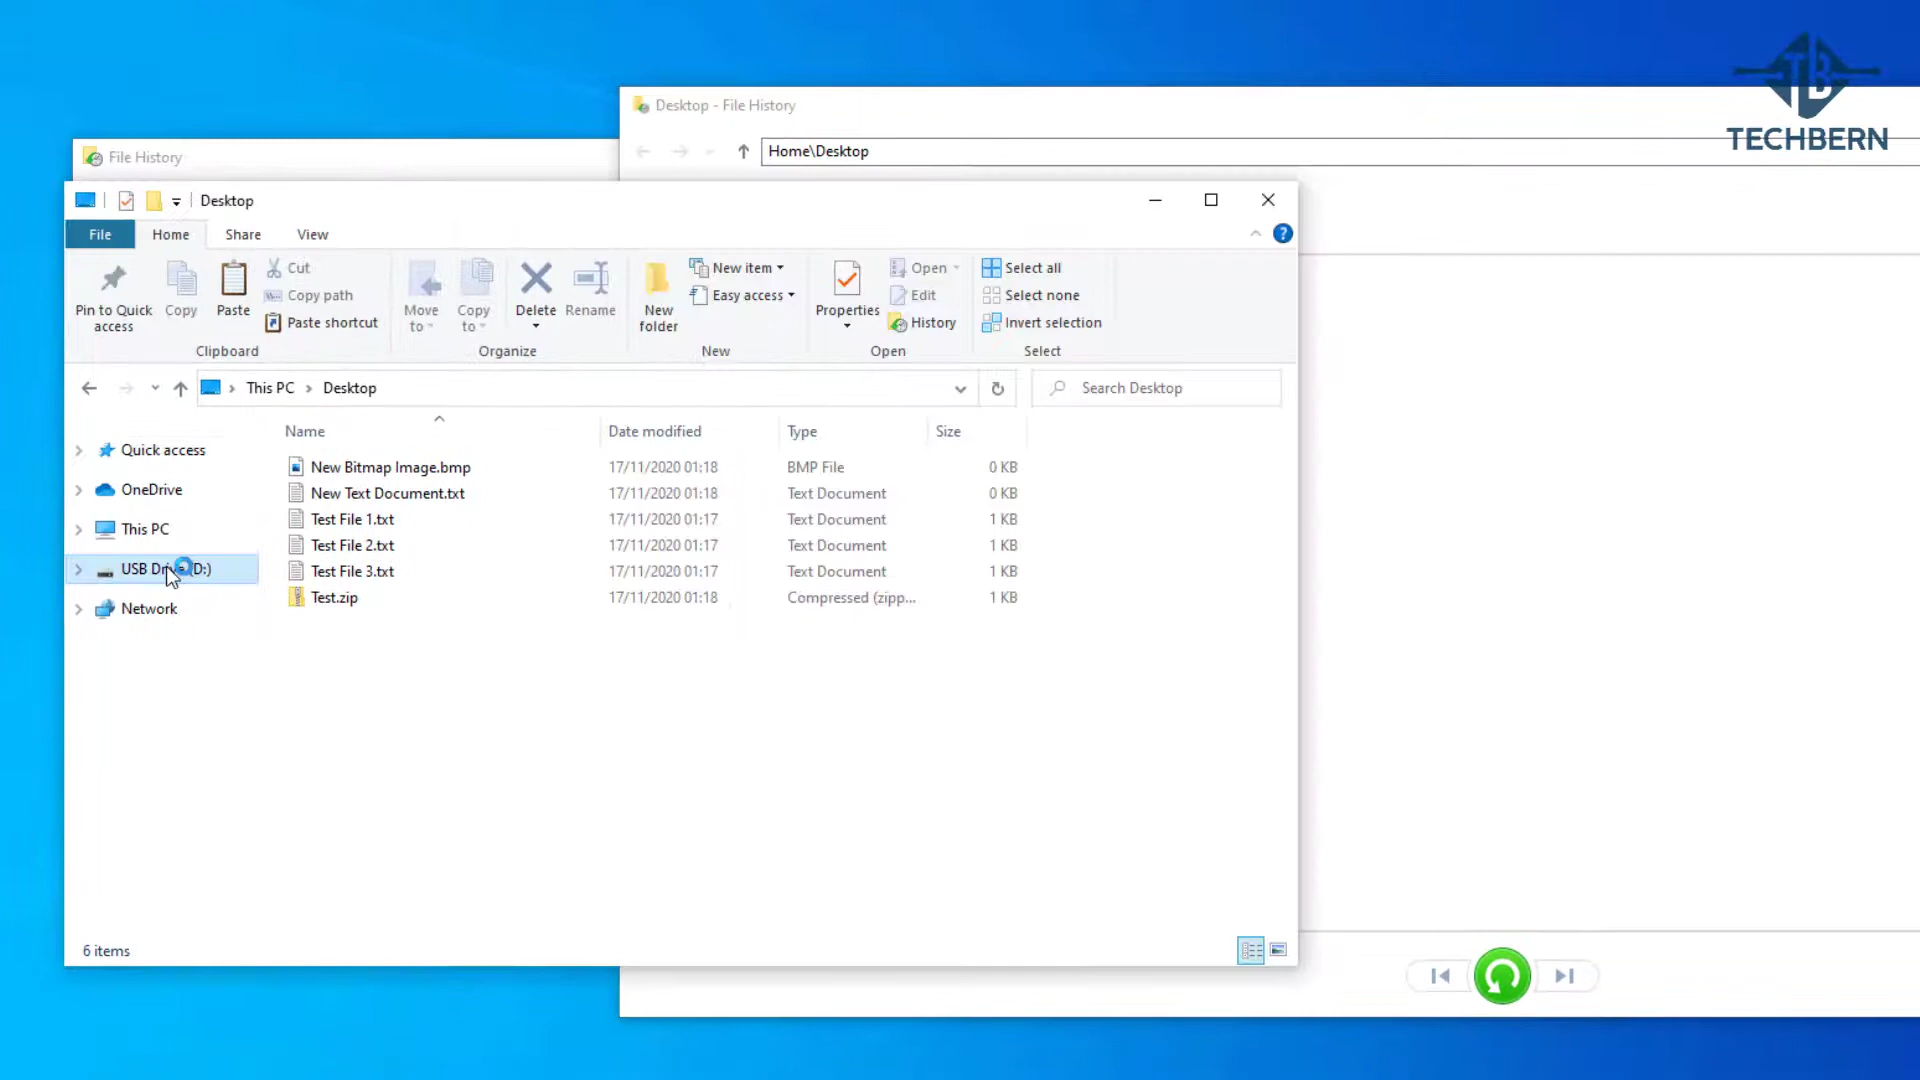 TB
TECHBERN
Desktop - File History
Home\Desktop
File History
Desktop
File Home Share View
Pin to Quick access
Copy
Paste
Cut
Copy path
Paste shortcut
Clipboard
Move to
Copy to
Delete
Rename
Organize
New folder
New item
Easy access
New
Properties
Open
Edit
History
Open
Select all
Select none
Invert selection
Select
This PC > Desktop
Search Desktop
Quick access
OneDrive
This PC
USB Drive (D:)
Network
Name Date modified Type Size
New Bitmap Image.bmp 17/11/2020 01:18 BMP File 0 KB
New Text Document.txt 17/11/2020 01:18 Text Document 0 KB
Test File 1.txt 17/11/2020 01:17 Text Document 1 KB
Test File 2.txt 17/11/2020 01:17 Text Document 1 KB
Test File 3.txt 17/11/2020 01:17 Text Document 1 KB
Test.zip 17/11/2020 01:18 Compressed (zipp... 1 KB
6 items